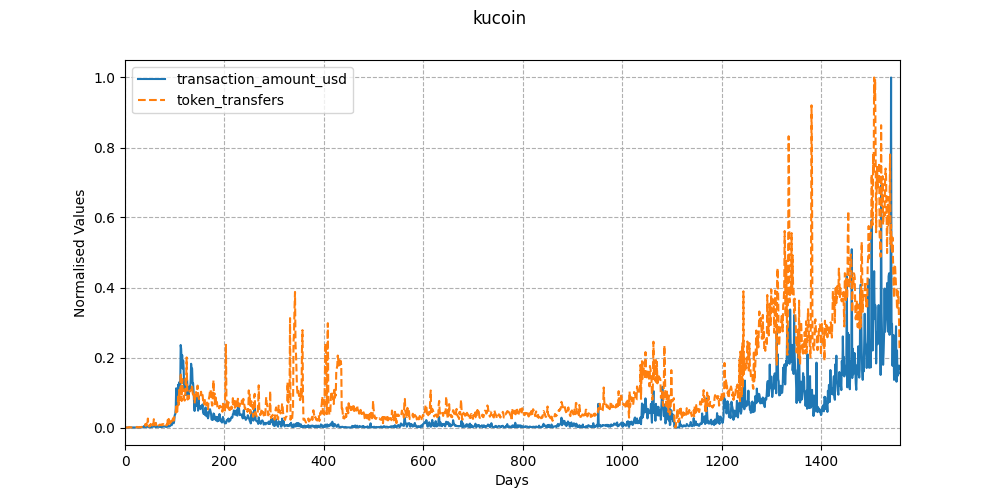 kucoin
transaction_amount_usd
token_transfers
Normalised Values
1.0
0.8
0.6
0.4
0.2
0.0
0 200 400 600 800 1000 1200 1400
Days